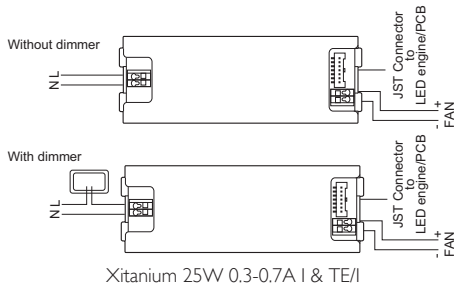 Without dimmer
N L
JST Connector
to
LED engine/PCB
+
- FAN
With dimmer
N L
JST Connector
to
LED engine/PCB
+
- FAN
Xitanium 25W 0.3-0.7A I & TE/I